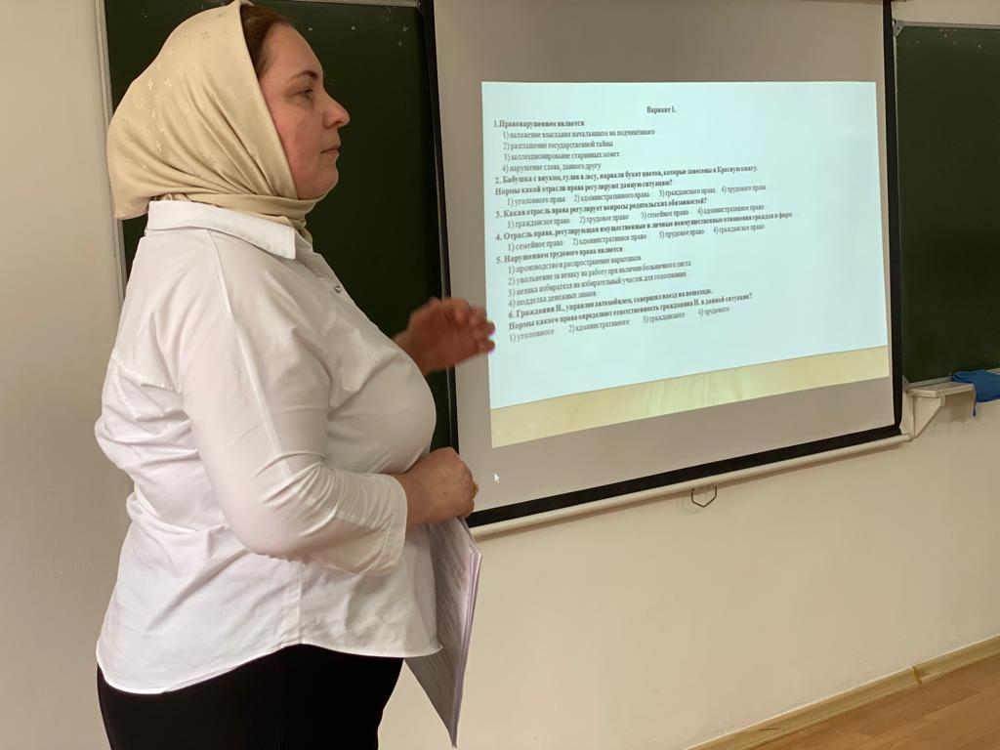 Вариант 1.
1.Правонарушением является
1) наложение взыскания начальником на подчинённого
2) разглашение государственной тайны
3) коллекционирование старинных монет
4) нарушение слова, данного другу
2. Бабушка с внуком, гуляя в лесу, нарвали букет цветов, которые занесены в Красную книгу.
Нормы какой отрасли права регулируют данную ситуацию?
1) уголовного права 2) административного права 3) гражданского права 4) трудового права
3. Какая отрасль права регулирует вопросы родительских обязанностей?
1) гражданское право 2) трудовое право 3) семейное право 4) административное право
4. Отрасль права, регулирующая имущественные и личные неимущественные отношения граждан и фирм
1) семейное право 2) административное право 3) трудовое право 4) гражданское право
5. Нарушением трудового права является
1) производство и распространение наркотиков
2) увольнение за неявку на работу при наличии больничного листа
3) неявка избирателя на избирательный участок для голосования
4) подделка денежных знаков
6. Гражданин Н., управляя автомобилем, совершил наезд на пешехода.
Нормы какого права определяют ответственность гражданина Н. в данной ситуации?
1) уголовного 2) административного 3) гражданского 4) трудового